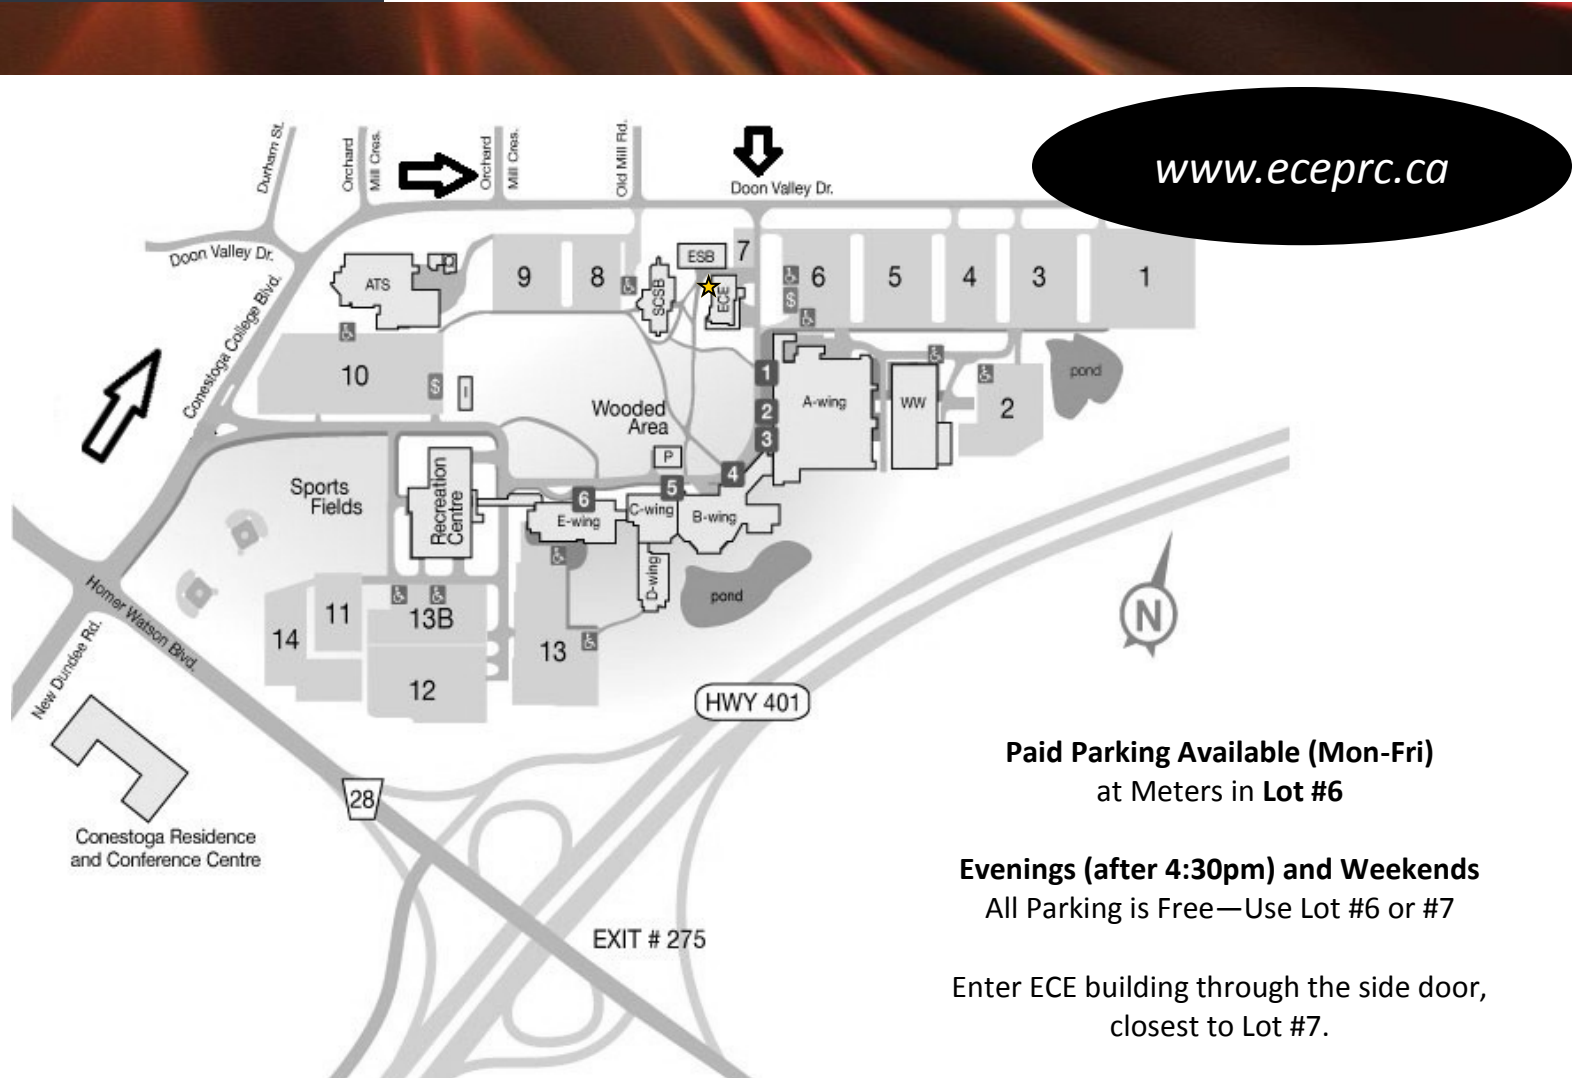 www.eceprc.ca
Durham St.
Orchard
Mill Cres.
Orchard
Mill Cres.
Old Mill Rd.
Doon Valley Dr.
Doon Valley Dr.
Conestoga College Blvd.
ATS
9
8
SCSB
ESB
7
ECE
6
$
5
4
3
1
10
$
I
Wooded
Area
1
2
3
A-wing
WW
2
pond
P
4
5
6
Sports
Fields
Recreation
Centre
E-wing
C-wing
B-wing
D-wing
pond
N
Homer Watson Blvd.
New Dundee Rd.
14
11
13B
12
13
HWY 401
28
EXIT # 275
Conestoga Residence
and Conference Centre
Paid Parking Available (Mon-Fri)
at Meters in Lot #6
Evenings (after 4:30pm) and Weekends
All Parking is Free—Use Lot #6 or #7
Enter ECE building through the side door,
closest to Lot #7.